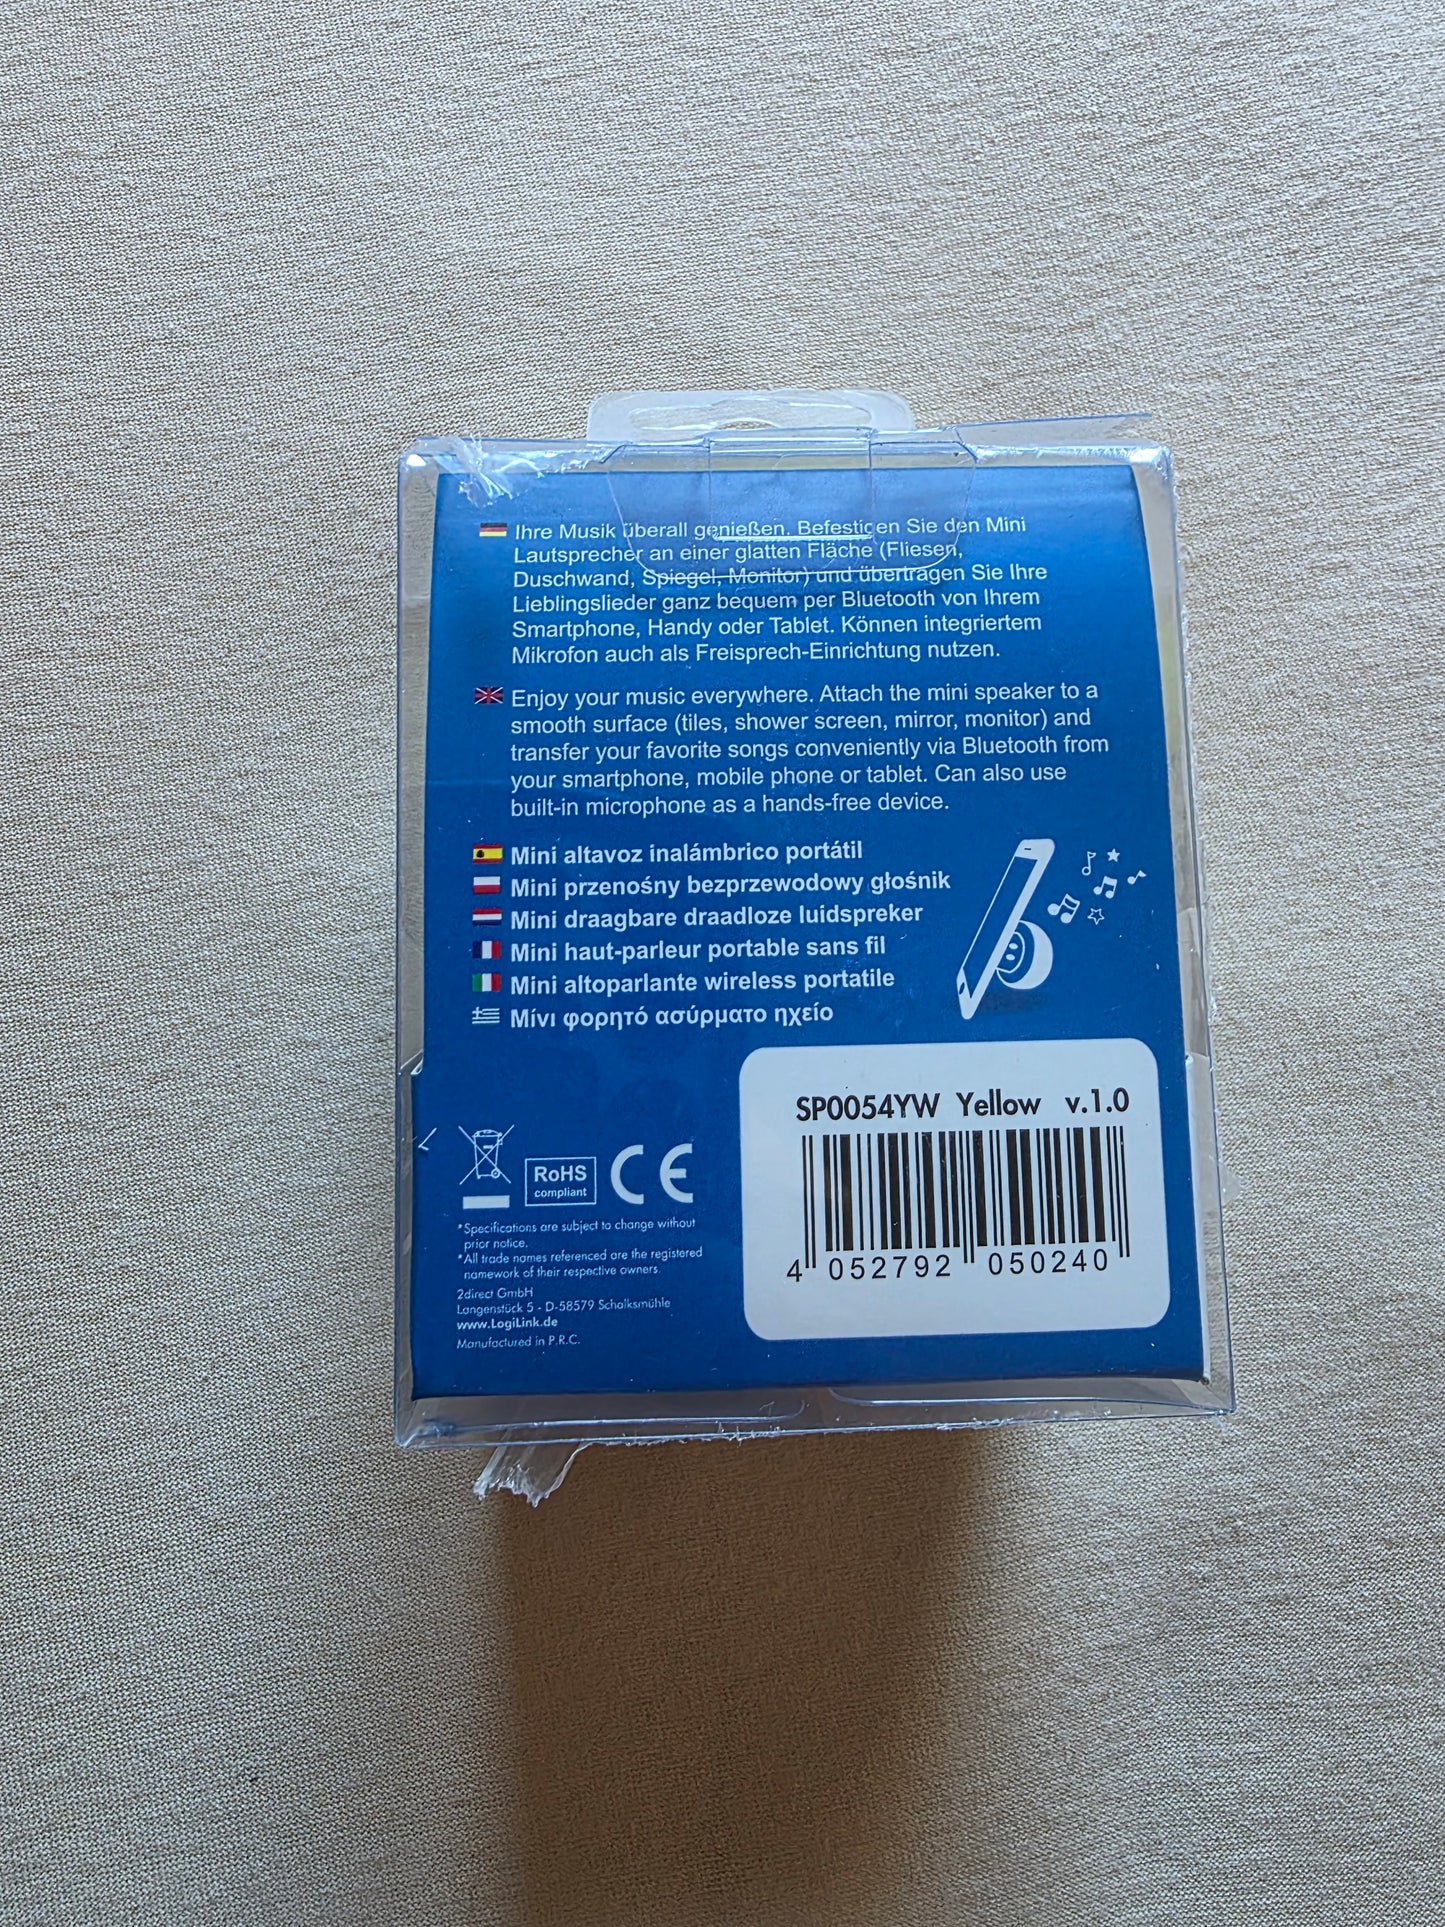 Ihre Musik überall genießen. Befestigen Sie den Mini
Lautsprecher an einer glatten Fläche (Fliesen,
Duschwand, Spiegel, Monitor) und übertragen Sie Ihre
Lieblingslieder ganz bequem per Bluetooth von Ihrem
Smartphone, Handy oder Tablet. Können integriertem
Mikrofon auch als Freisprech-Einrichtung nutzen.
Enjoy your music everywhere. Attach the mini speaker to a
smooth surface (tiles, shower screen, mirror, monitor) and
transfer your favorite songs conveniently via Bluetooth from
your smartphone, mobile phone or tablet. Can also use
built-in microphone as a hands-free device.
Mini altavoz inalámbrico portátil
Mini przenośny bezprzewodowy głośnik
Mini draagbare draadloze luidspreker
Mini haut-parleur portable sans fil
Mini altoparlante wireless portatile
Μίνι φορητό ασύρματο ηχείο
SP0054YW Yellow v.1.0
4 052792 050240
RoHS
compliant
CE
*Specifications are subject to change without
prior notice.
*All trade names referenced are the registered
namework of their respective owners.
2direct GmbH
Langenstück 5 - D-58579 Schalksmühle
www.LogiLink.de
Manufactured in P.R.C.